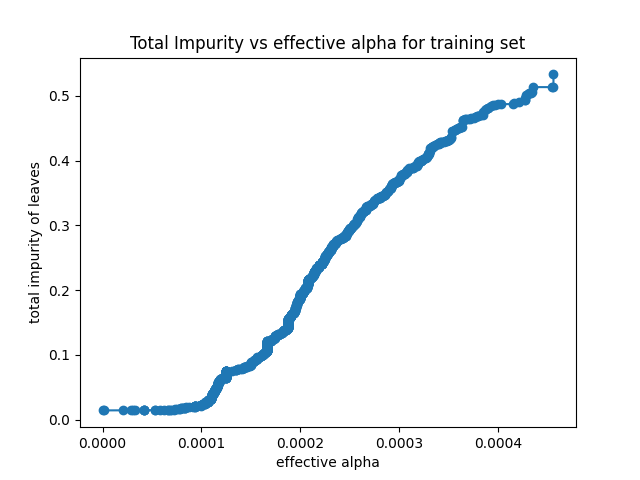 Total Impurity vs effective alpha for training set
total impurity of leaves
0.5
0.4
0.3
0.2
0.1
0.0
0.0000 0.0001 0.0002 0.0003 0.0004
effective alpha